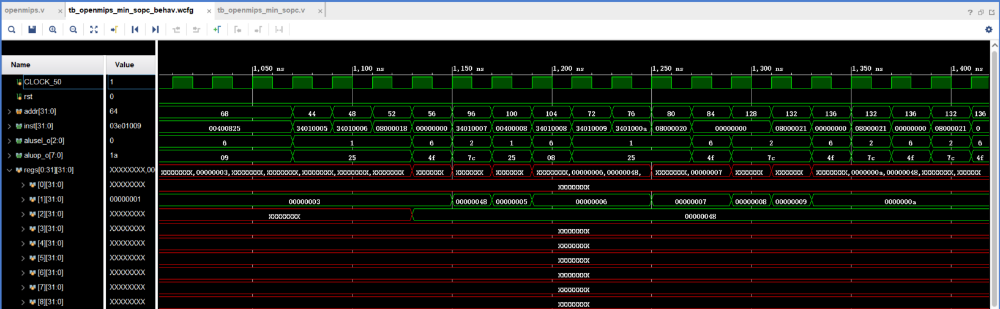 openmips.v × tb_openmips_min_sopc_behav.wcfg × tb_openmips_min_sopc.v ×
Name Value
1,050 ns 1,100 ns 1,150 ns 1,200 ns 1,250 ns 1,300 ns 1,350 ns 1,400 ns
CLOCK_50 1
rst 0
addr[31:0] 64 68 44 48 52 56 96 100 104 72 76 80 84 128 132 136 132 136 132 136
inst[31:0] 03e01009 00400825 34010005 34010006 08000018 00000000 34010007 00400008 34010008 34010009 3401000a 08000020 00000000 08000021 00000000 08000021 00000000 08000021 0
alusel_o[2:0] 0 6 1 6 2 1 6 1 6 2 6 2 6 2 6
aluop_o[7:0] 1a 09 25 4f 7c 25 08 25 4f 7c 4f 7c 4f 7c 4f
regs[0:31][31:0] XXXXXXXX,00 XXXXXXXX,00000003,XXXXXXXX,XXXXXXXX,XXXXXXXX,XXXXXXXX,XXXXXXXX XXXXXXXX XXXXXXXX XXXXXXXX XXXXXXXX,00000006,00000048, XXXXXXXX,00000007 XXXXXXXX XXXXXXXX XXXXXXXX,0000000a,00000048,XXXXXXXX,XXXXXX
[0][31:0] XXXXXXXX XXXXXXXX
[1][31:0] 00000001 00000003 00000048 00000005 00000006 00000007 00000008 00000009 0000000a
[2][31:0] XXXXXXXX XXXXXXXX 00000048
[3][31:0] XXXXXXXX XXXXXXXX
[4][31:0] XXXXXXXX XXXXXXXX
[5][31:0] XXXXXXXX XXXXXXXX
[6][31:0] XXXXXXXX XXXXXXXX
[7][31:0] XXXXXXXX XXXXXXXX
[8][31:0] XXXXXXXX XXXXXXXX